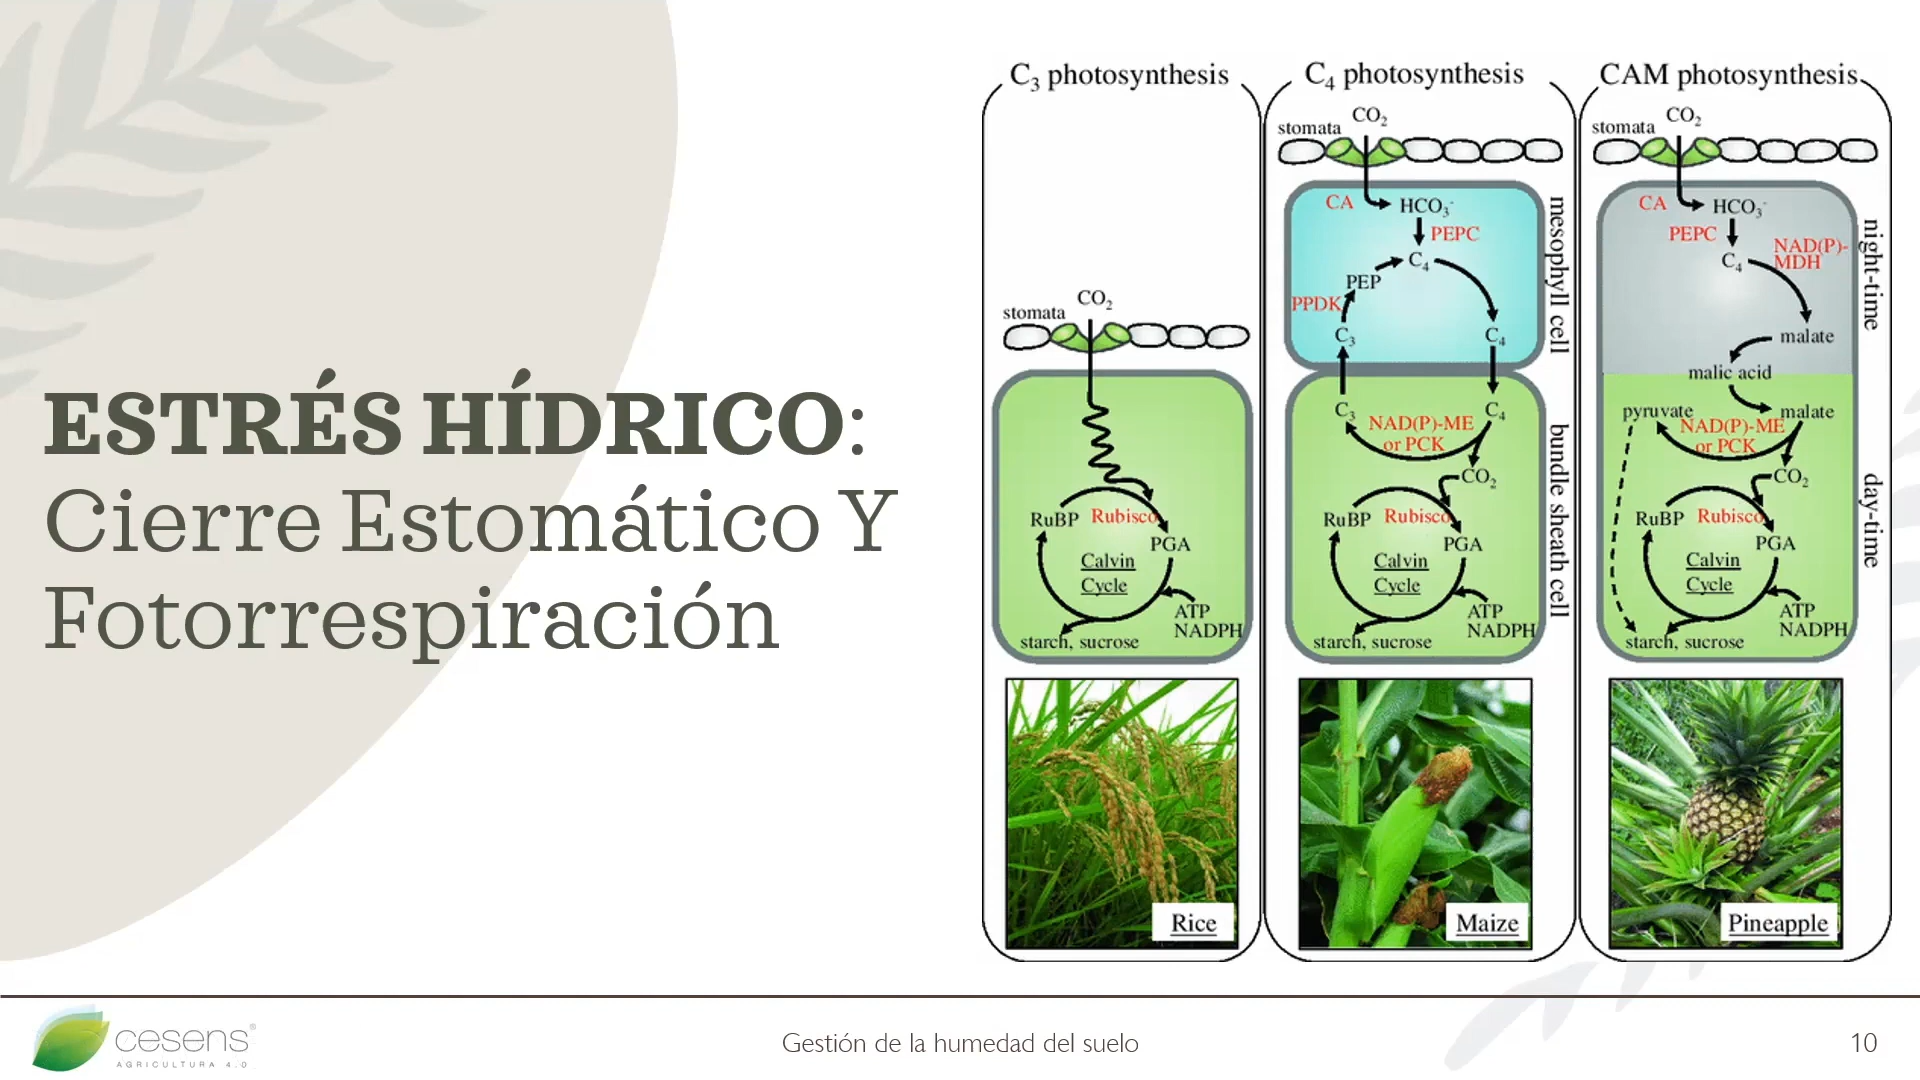 ESTRÉS HÍDRICO:
Cierre Estomático Y
Fotorrespiración
C3 photosynthesis
CO2
stomata
RuBP
Rubisco
PGA
Calvin
Cycle
ATP
NADPH
starch, sucrose
Rice
C4 photosynthesis
CO2
stomata
CA
HCO3-
PEPC
C4
PEP
PPDK
C3
C4
mesophyll cell
C3
C4
NAD(P)-ME
or PCK
CO2
RuBP
Rubisco
PGA
Calvin
Cycle
ATP
NADPH
starch, sucrose
bundle sheath cell
Maize
CAM photosynthesis
CO2
stomata
CA
HCO3-
PEPC
NAD(P)-
MDH
C4
malate
malic acid
night-time
pyruvate
malate
NAD(P)-ME
or PCK
CO2
RuBP
Rubisco
PGA
Calvin
Cycle
ATP
NADPH
starch, sucrose
day-time
Pineapple
cesens®
AGRICULTURA 4.0
Gestión de la humedad del suelo
10